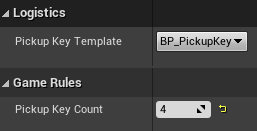 Logistics
Pickup Key Template BP_PickupKey
Game Rules
Pickup Key Count 4